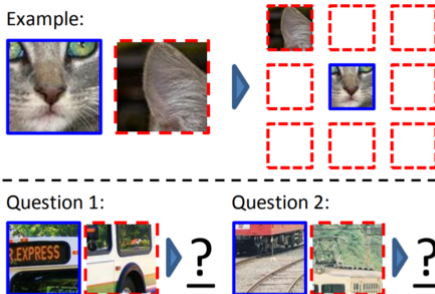 Example:
Question 1:
Question 2:
R.EXPRESS
?
?